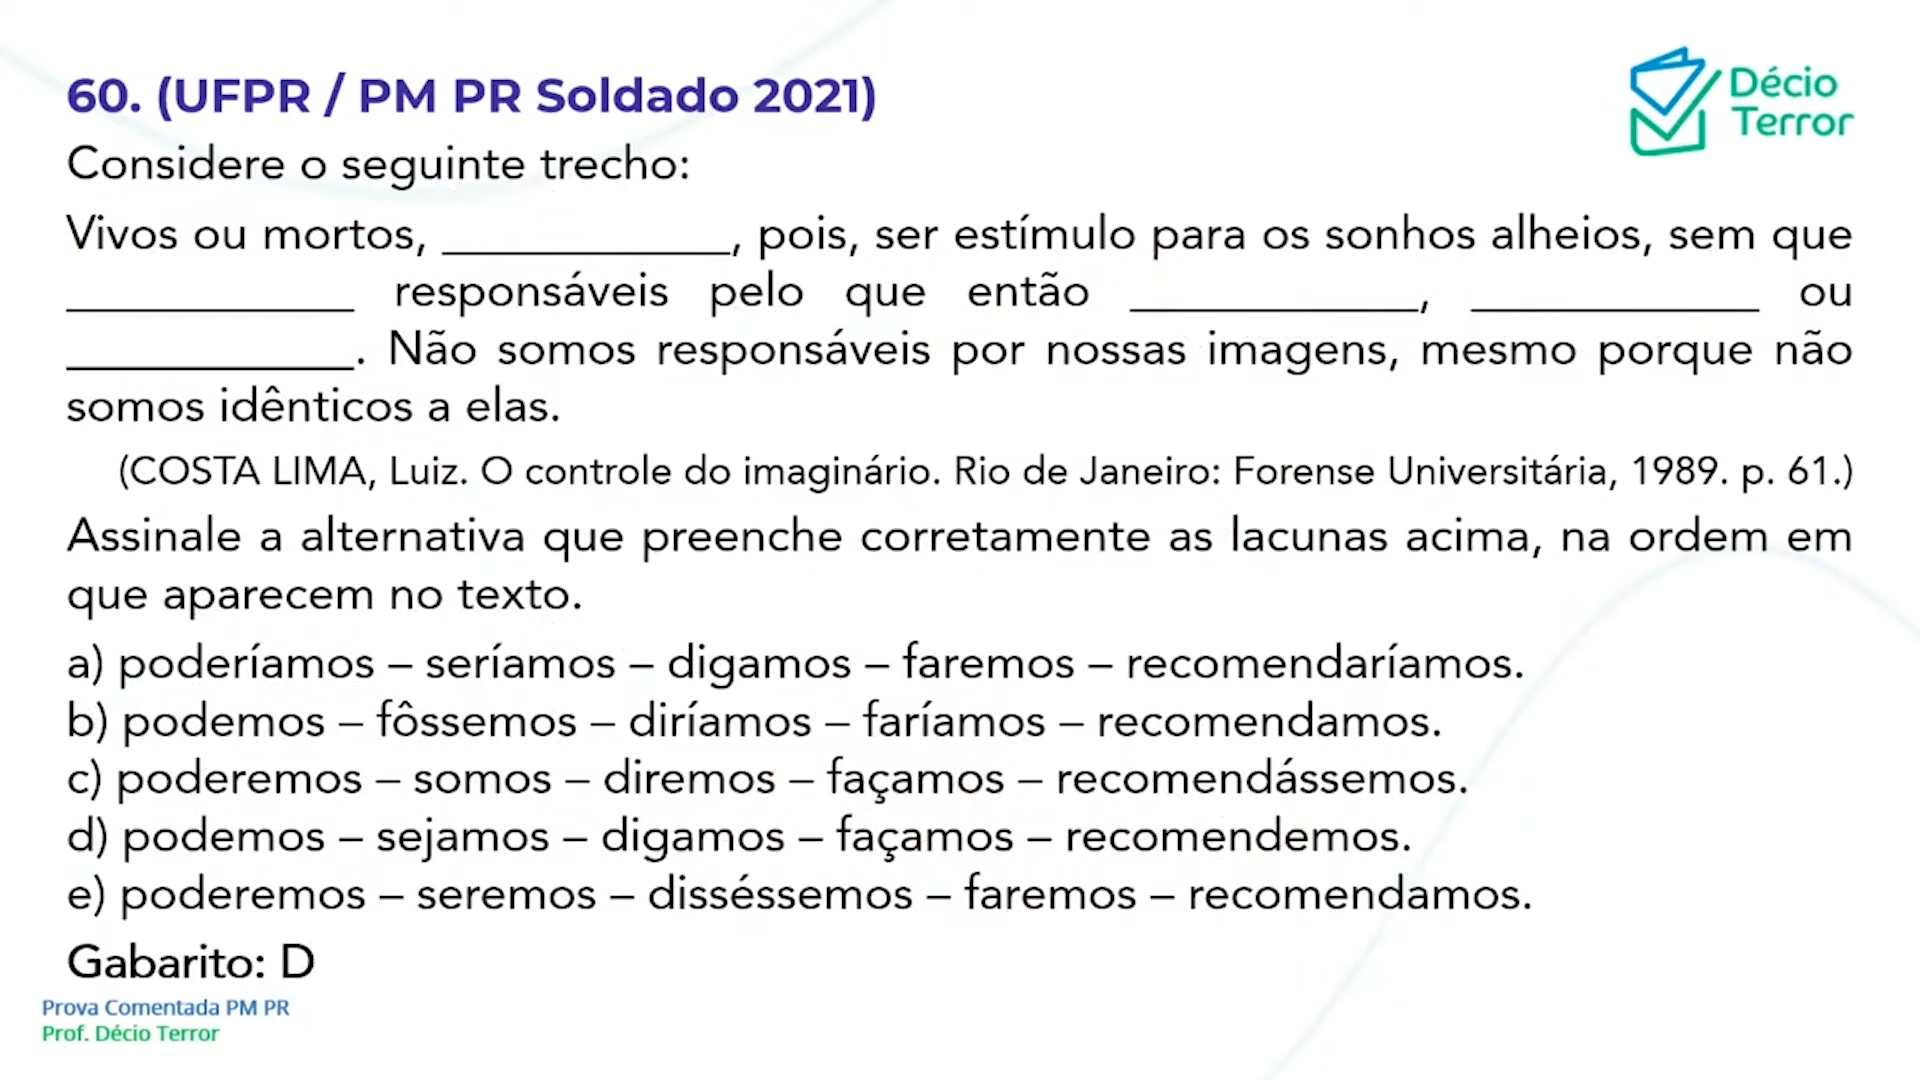 60. (UFPR / PM PR Soldado 2021)
Décio
Terror
Considere o seguinte trecho:
Vivos ou mortos, ____________, pois, ser estímulo para os sonhos alheios, sem que
____________ responsáveis pelo que então ____________, ____________ ou
____________. Não somos responsáveis por nossas imagens, mesmo porque não
somos idênticos a elas.
(COSTA LIMA, Luiz. O controle do imaginário. Rio de Janeiro: Forense Universitária, 1989. p. 61.)
Assinale a alternativa que preenche corretamente as lacunas acima, na ordem em
que aparecem no texto.
a) poderíamos – seríamos – digamos – faremos – recomendaríamos.
b) podemos – fôssemos – diríamos – faríamos – recomendamos.
c) poderemos – somos – diremos – façamos – recomendássemos.
d) podemos – sejamos – digamos – façamos – recomendemos.
e) poderemos – seremos – disséssemos – faremos – recomendamos.
Gabarito: D
Prova Comentada PM PR
Prof. Décio Terror